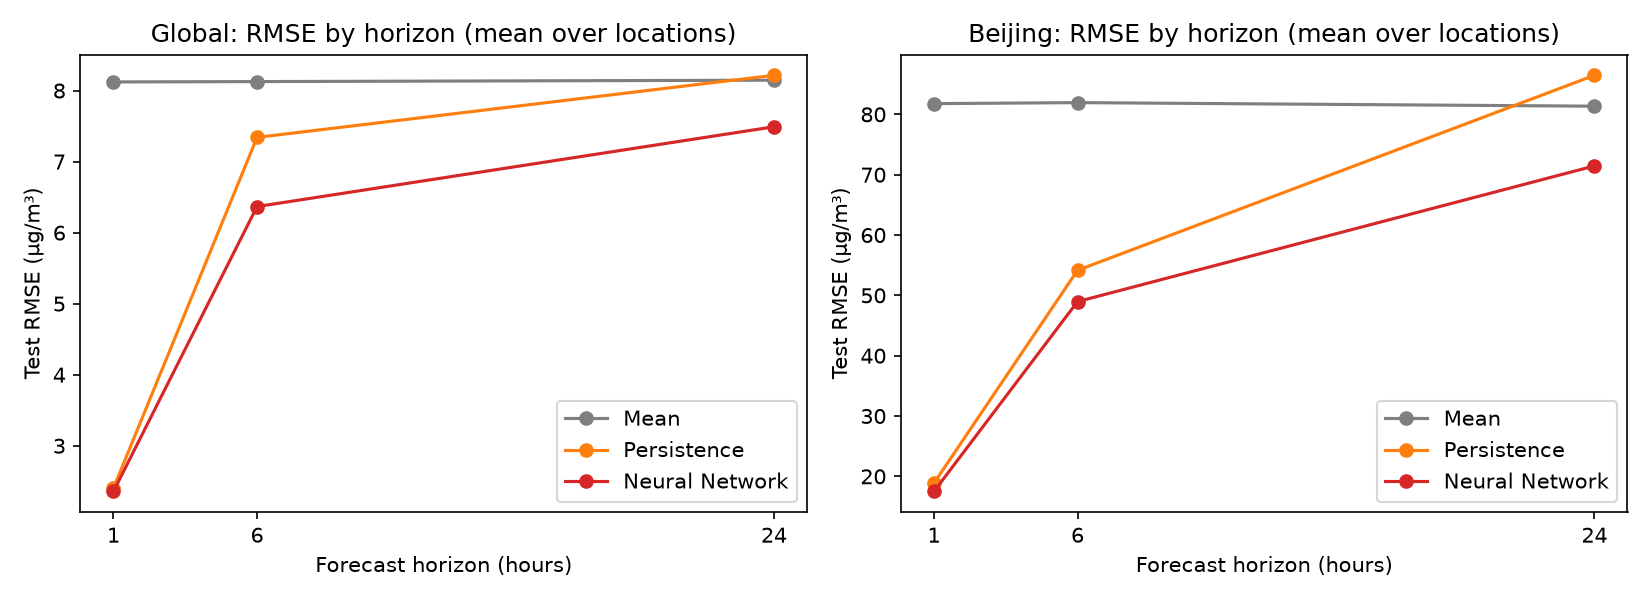 Global: RMSE by horizon (mean over locations)
Test RMSE (µg/m³)
8
7
6
5
4
3
Mean
Persistence
Neural Network
1 6 24
Forecast horizon (hours)
Beijing: RMSE by horizon (mean over locations)
Test RMSE (µg/m³)
80
70
60
50
40
30
20
Mean
Persistence
Neural Network
1 6 24
Forecast horizon (hours)